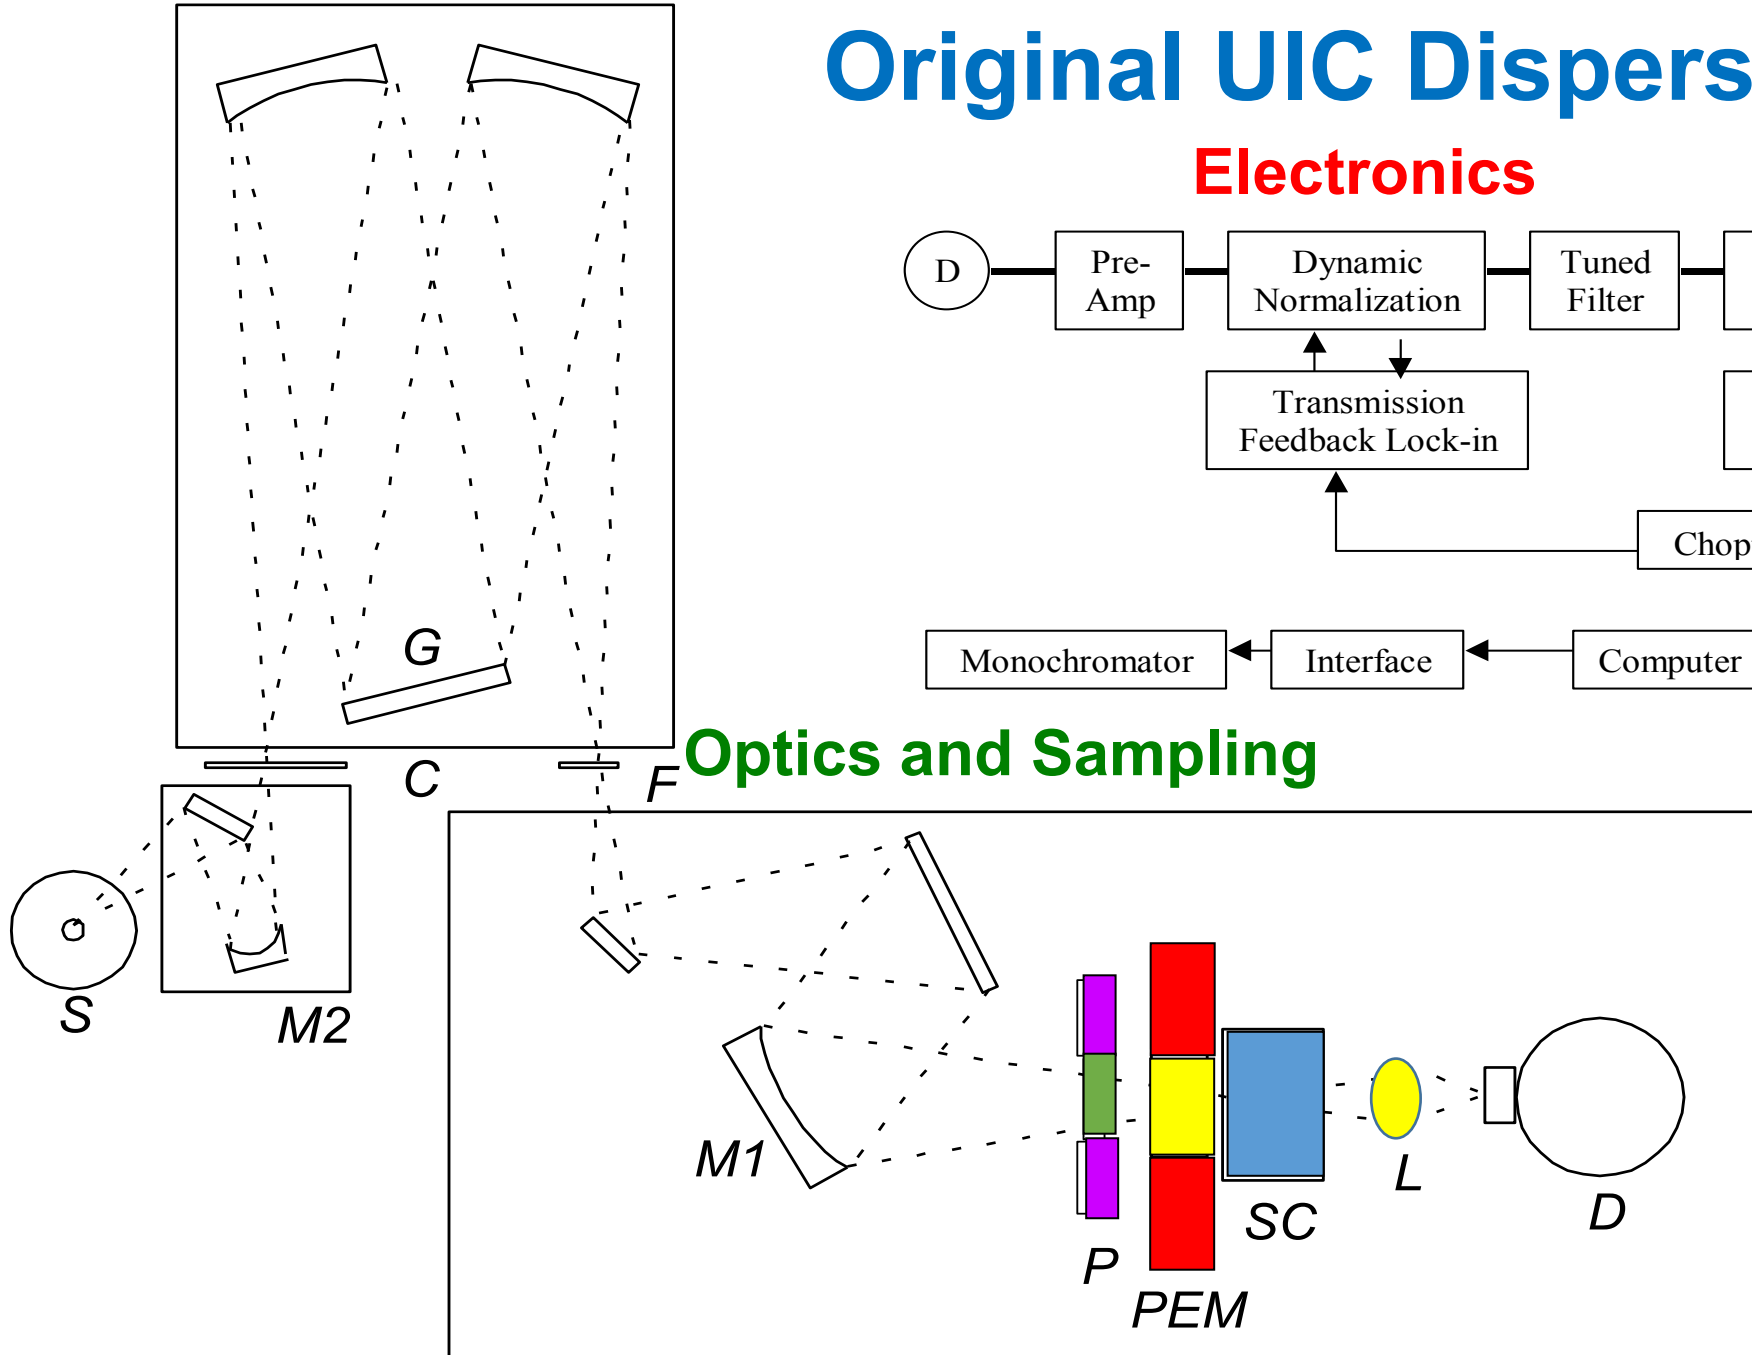 Original UIC Dispers
Electronics
D
Pre-
Amp
Dynamic
Normalization
Tuned
Filter
Transmission
Feedback Lock-in
Chop
Monochromator
Interface
Computer
G
C
F
Optics and Sampling
S
M2
M1
P
PEM
SC
L
D